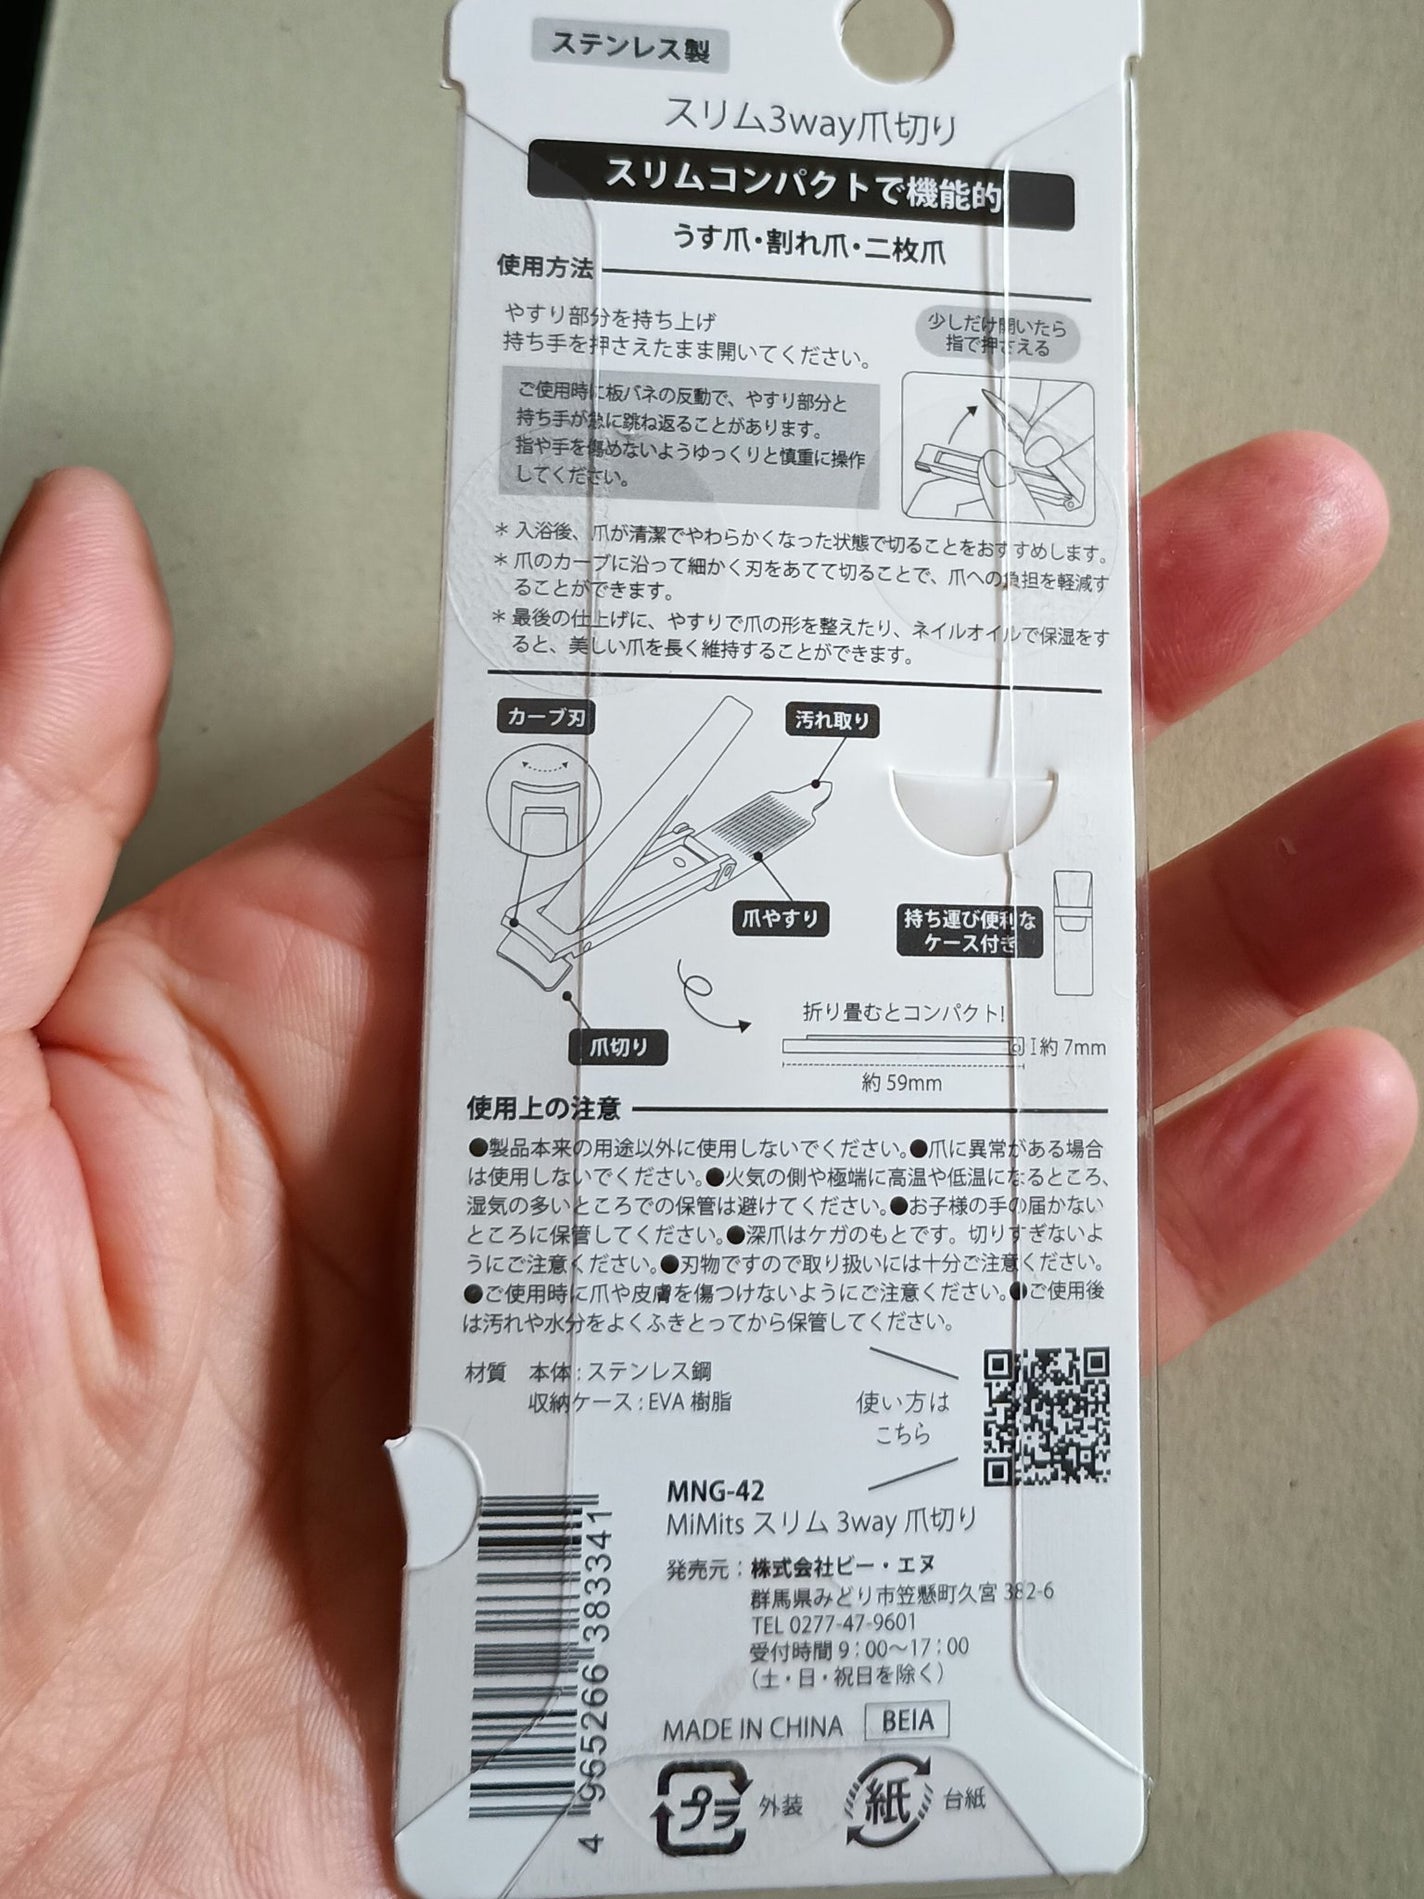 ステンレス製
スリム3way爪切り
スリムコンパクトで機能的
うす爪・割れ爪・二枚爪
使用方法
やすり部分を持ち上げ
持ち手を押さえたまま開いてください。
ご使用時に板バネの反動で、やすり部分と
持ち手が急に跳ね返ることがあります。
指や手を傷めないようゆっくりと慎重に操作
してください。
少しだけ開いたら
指で押さえる
＊入浴後、爪が清潔でやわらかくなった状態で切ることをおすすめします。
＊爪のカーブに沿って細かく刃をあてて切ることで、爪への負担を軽減す
ることができます。
＊最後の仕上げに、やすりで爪の形を整えたり、ネイルオイルで保湿をす
ると、美しい爪を長く維持することができます。
カーブ刃
汚れ取り
爪やすり
持ち運び便利な
ケース付き
爪切り
折り畳むとコンパクト!
約 7mm
約 59mm
使用上の注意
●製品本来の用途以外に使用しないでください。●爪に異常がある場合
は使用しないでください。●火気の側や極端に高温や低温になるところ、
湿気の多いところでの保管は避けてください。●お子様の手の届かない
ところに保管してください。●深爪はケガのもとです。切りすぎないよ
うにご注意ください。●刃物ですので取り扱いには十分ご注意ください。
●ご使用時に爪や皮膚を傷つけないようにご注意ください。●ご使用後
は汚れや水分をよくふきとってから保管してください。
材質 本体:ステンレス鋼
収納ケース:EVA 樹脂
使い方は
こちら
MNG-42
MiMits スリム 3way 爪切り
発売元:株式会社ビー・エヌ
群馬県みどり市笠懸町久宮 382-6
TEL 0277-47-9601
受付時間 9:00〜17:00
(土・日・祝日を除く)
MADE IN CHINA BEIA
プラ 外装
紙 台紙
4 965266 383341